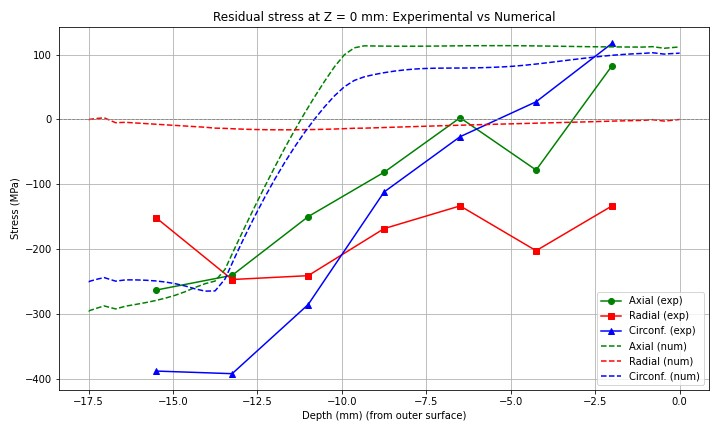 Residual stress at Z = 0 mm: Experimental vs Numerical
Stress (MPa)
100
0
−100
−200
−300
−400
Axial (exp)
Radial (exp)
Circonf. (exp)
Axial (num)
Radial (num)
Circonf. (num)
−17.5 −15.0 −12.5 −10.0 −7.5 −5.0 −2.5 0.0
Depth (mm) (from outer surface)